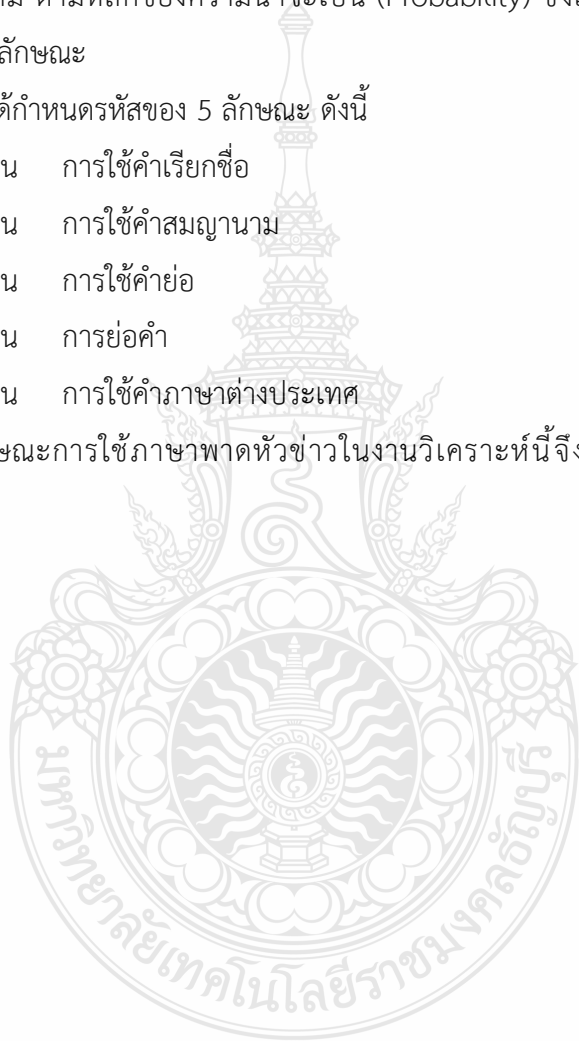 ตามหลักของความน่าจะเป็น (Probability)
ลักษณะ
ด้กำหนดรหัสของ 5 ลักษณะ ดังนี้
น การใช้คำเรียกชื่อ
น การใช้คำสมญานาม
น การใช้คำย่อ
น การย่อคำ
น การใช้คำภาษาต่างประเทศ
ษณะการใช้ภาษาพาดหัวข่าวในงานวิเคราะห์นี้จึง
มหาวิทยาลัยเทคโนโลยีราชมงคลธัญบุรี